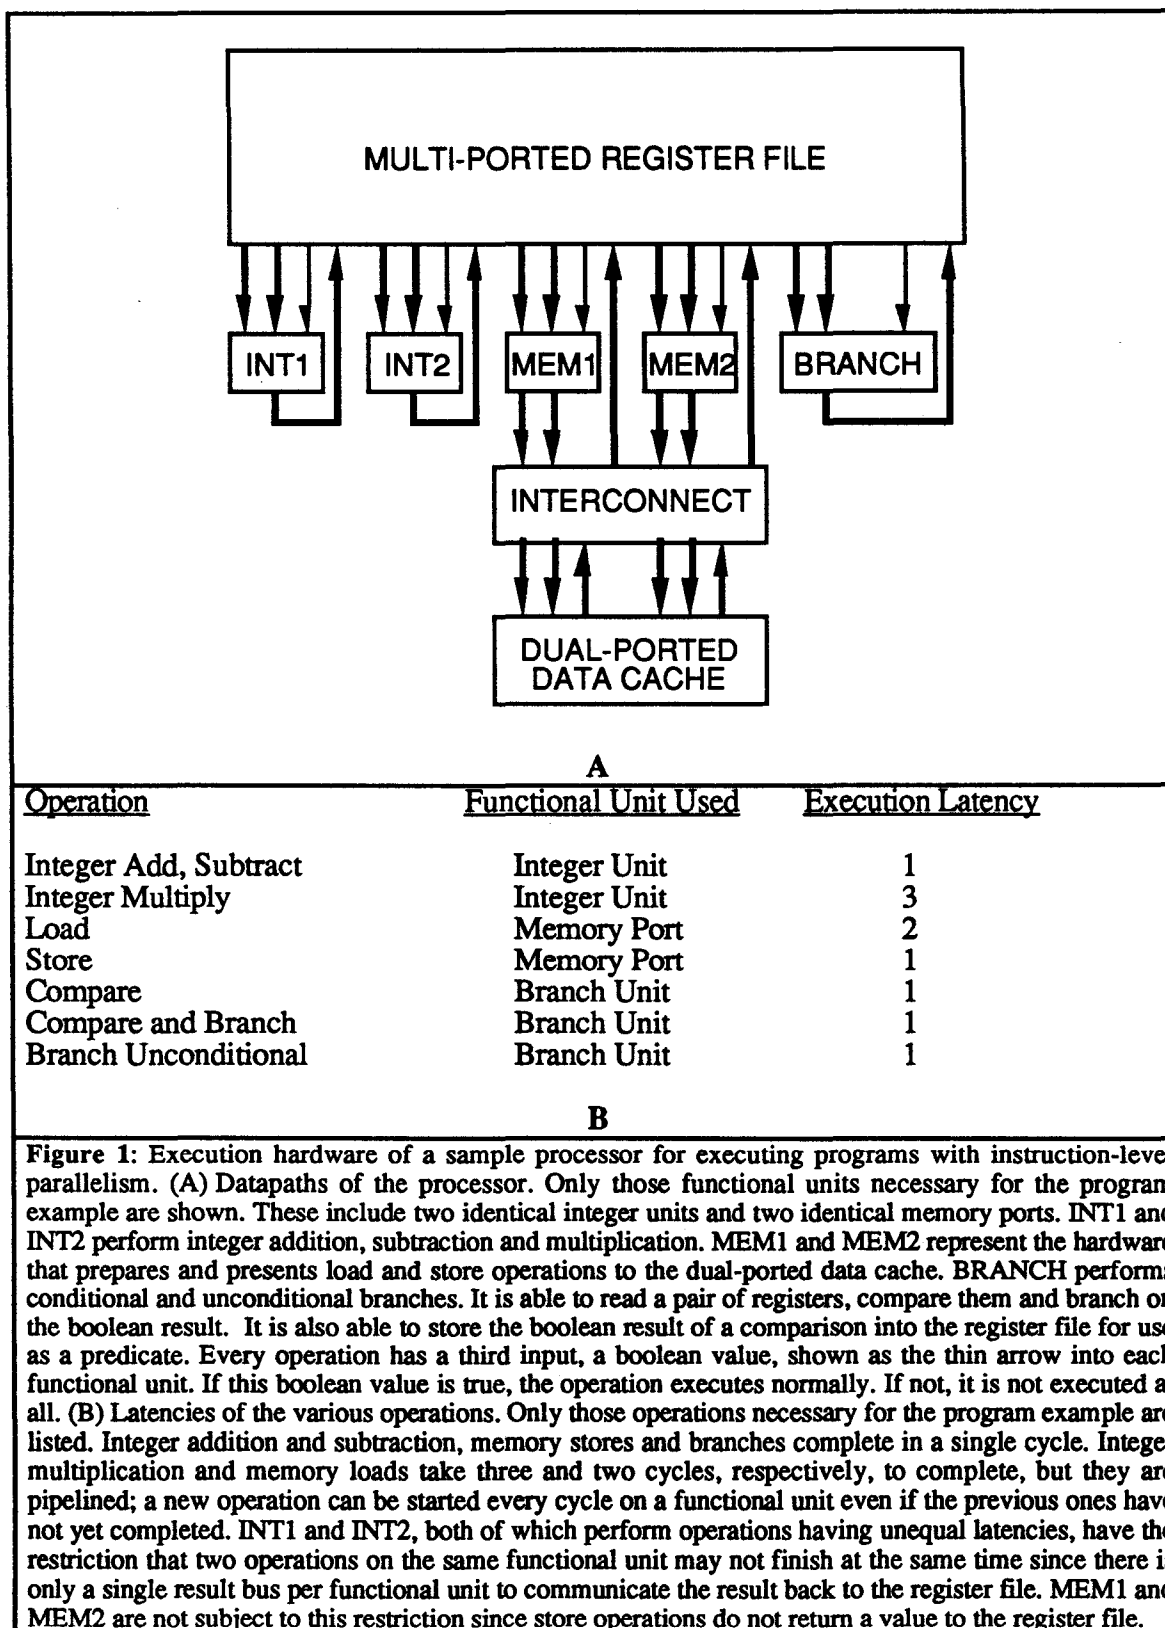 MULTI-PORTED REGISTER FILE
INT1 INT2 MEM1 MEM2 BRANCH
INTERCONNECT
DUAL-PORTED
DATA CACHE
A
Operation Functional Unit Used Execution Latency
Integer Add, Subtract Integer Unit 1
Integer Multiply Integer Unit 3
Load Memory Port 2
Store Memory Port 1
Compare Branch Unit 1
Compare and Branch Branch Unit 1
Branch Unconditional Branch Unit 1
B
Figure 1: Execution hardware of a sample processor for executing programs with instruction-leve
parallelism. (A) Datapaths of the processor. Only those functional units necessary for the program
example are shown. These include two identical integer units and two identical memory ports. INT1 and
INT2 perform integer addition, subtraction and multiplication. MEM1 and MEM2 represent the hardware
that prepares and presents load and store operations to the dual-ported data cache. BRANCH performs
conditional and unconditional branches. It is able to read a pair of registers, compare them and branch on
the boolean result. It is also able to store the boolean result of a comparison into the register file for use
as a predicate. Every operation has a third input, a boolean value, shown as the thin arrow into each
functional unit. If this boolean value is true, the operation executes normally. If not, it is not executed a
all. (B) Latencies of the various operations. Only those operations necessary for the program example are
listed. Integer addition and subtraction, memory stores and branches complete in a single cycle. Intege
multiplication and memory loads take three and two cycles, respectively, to complete, but they are
pipelined; a new operation can be started every cycle on a functional unit even if the previous ones have
not yet completed. INT1 and INT2, both of which perform operations having unequal latencies, have the
restriction that two operations on the same functional unit may not finish at the same time since there i
only a single result bus per functional unit to communicate the result back to the register file. MEM1 and
MEM2 are not subject to this restriction since store operations do not return a value to the register file.